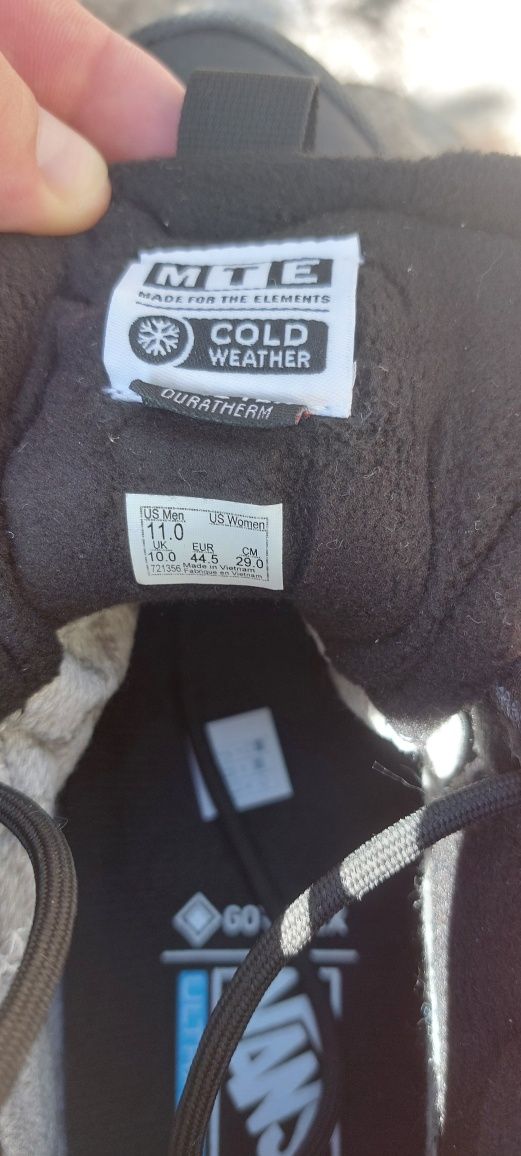 MTE
MADE FOR THE ELEMENTS
COLD
WEATHER
DURATHERM
US Men US Women
11.0
UK EUR CM
10.0 44.5 29.0
721356 Made in Vietnam
Fabriqué en Vietnam
VANS